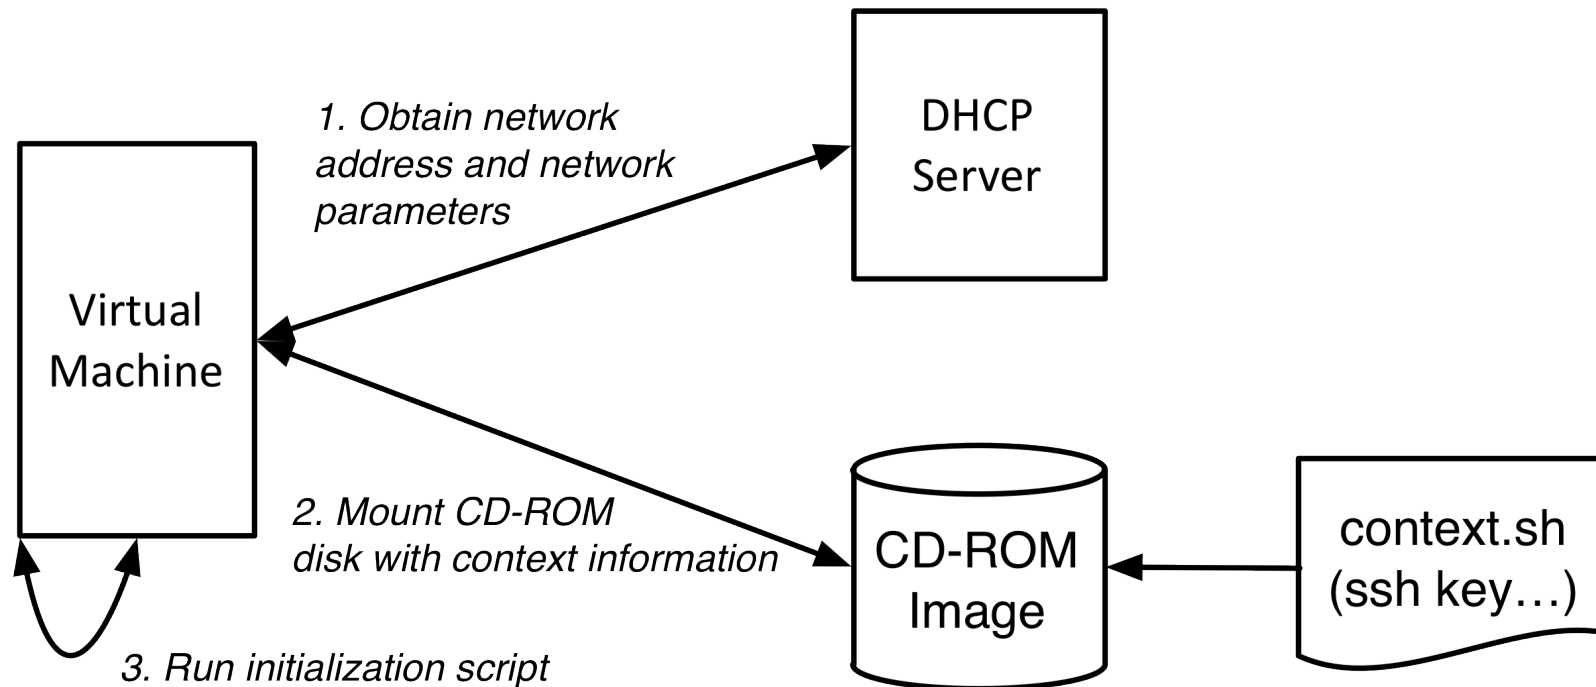 1. Obtain network
address and network
parameters
DHCP
Server
Virtual
Machine
2. Mount CD-ROM
disk with context information
CD-ROM
Image
context.sh
(ssh key…)
3. Run initialization script